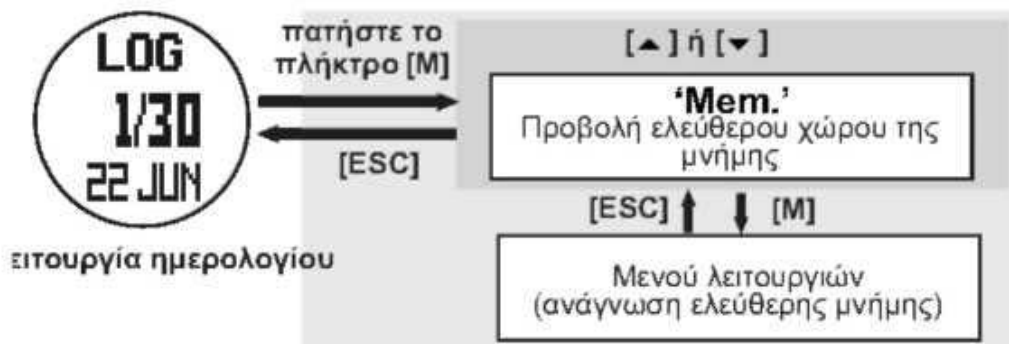 LOG
1/30
22 JUN
πατήστε το
πλήκτρο [M]
[ESC]
[▲] ή [▼]
‘Mem.’
Προβολή ελεύθερου χώρου της
μνήμης
[ESC]
[M]
Μενού λειτουργιών
(ανάγνωση ελεύθερης μνήμης)
ειτουργία ημερολογίου